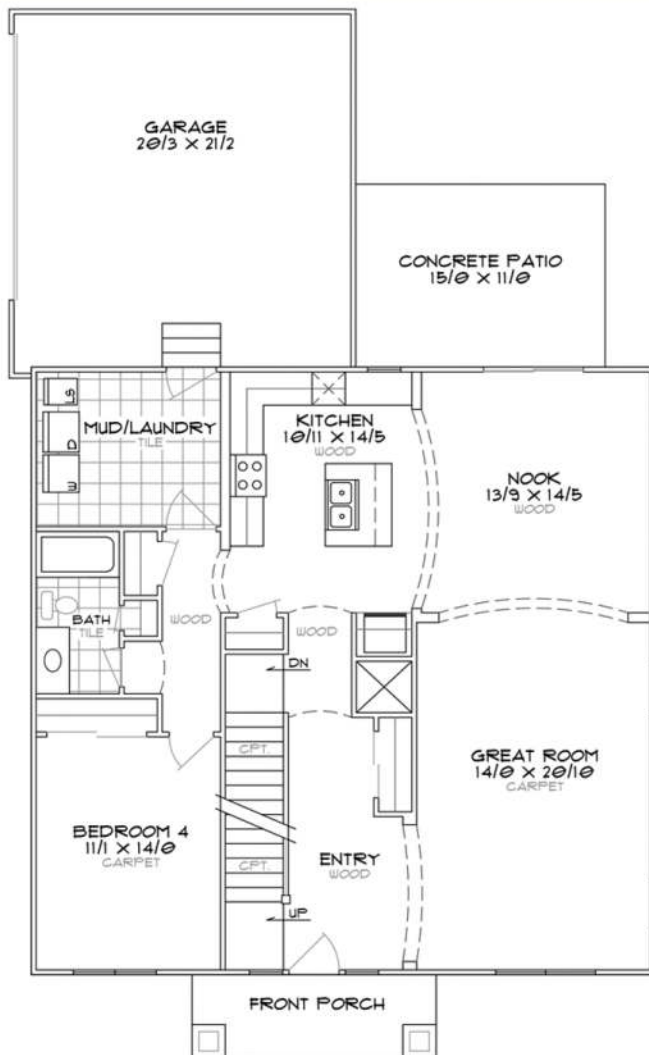 GARAGE
20/3 X 21/2
CONCRETE PATIO
15/0 X 11/0
LS
D
W
MUD/LAUNDRY
TILE
KITCHEN
10/11 X 14/5
WOOD
NOOK
13/9 X 14/5
WOOD
BATH
TILE
WOOD
WOOD
DN
CPT.
GREAT ROOM
14/0 X 20/10
CARPET
BEDROOM 4
11/1 X 14/0
CARPET
CPT.
ENTRY
WOOD
UP
FRONT PORCH